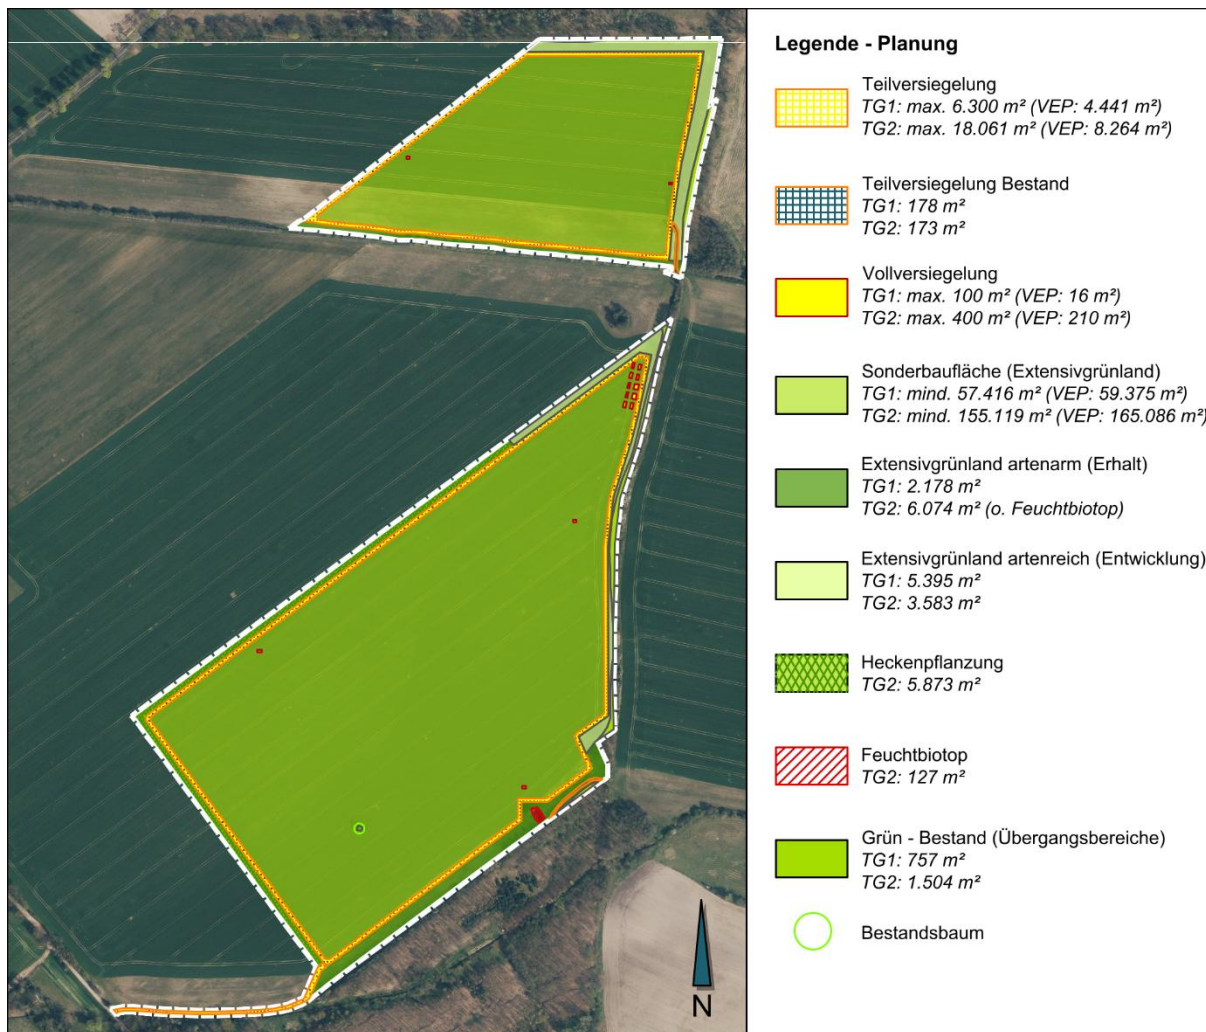 Legende - Planung
Teilversiegelung
TG1: max. 6.300 m² (VEP: 4.441 m²)
TG2: max. 18.061 m² (VEP: 8.264 m²)
Teilversiegelung Bestand
TG1: 178 m²
TG2: 173 m²
Vollversiegelung
TG1: max. 100 m² (VEP: 16 m²)
TG2: max. 400 m² (VEP: 210 m²)
Sonderbaufläche (Extensivgrünland)
TG1: mind. 57.416 m² (VEP: 59.375 m²)
TG2: mind. 155.119 m² (VEP: 165.086 m²)
Extensivgrünland artenarm (Erhalt)
TG1: 2.178 m²
TG2: 6.074 m² (o. Feuchtbiotop)
Extensivgrünland artenreich (Entwicklung)
TG1: 5.395 m²
TG2: 3.583 m²
Heckenpflanzung
TG2: 5.873 m²
Feuchtbiotop
TG2: 127 m²
Grün - Bestand (Übergangsbereiche)
TG1: 757 m²
TG2: 1.504 m²
Bestandsbaum
N